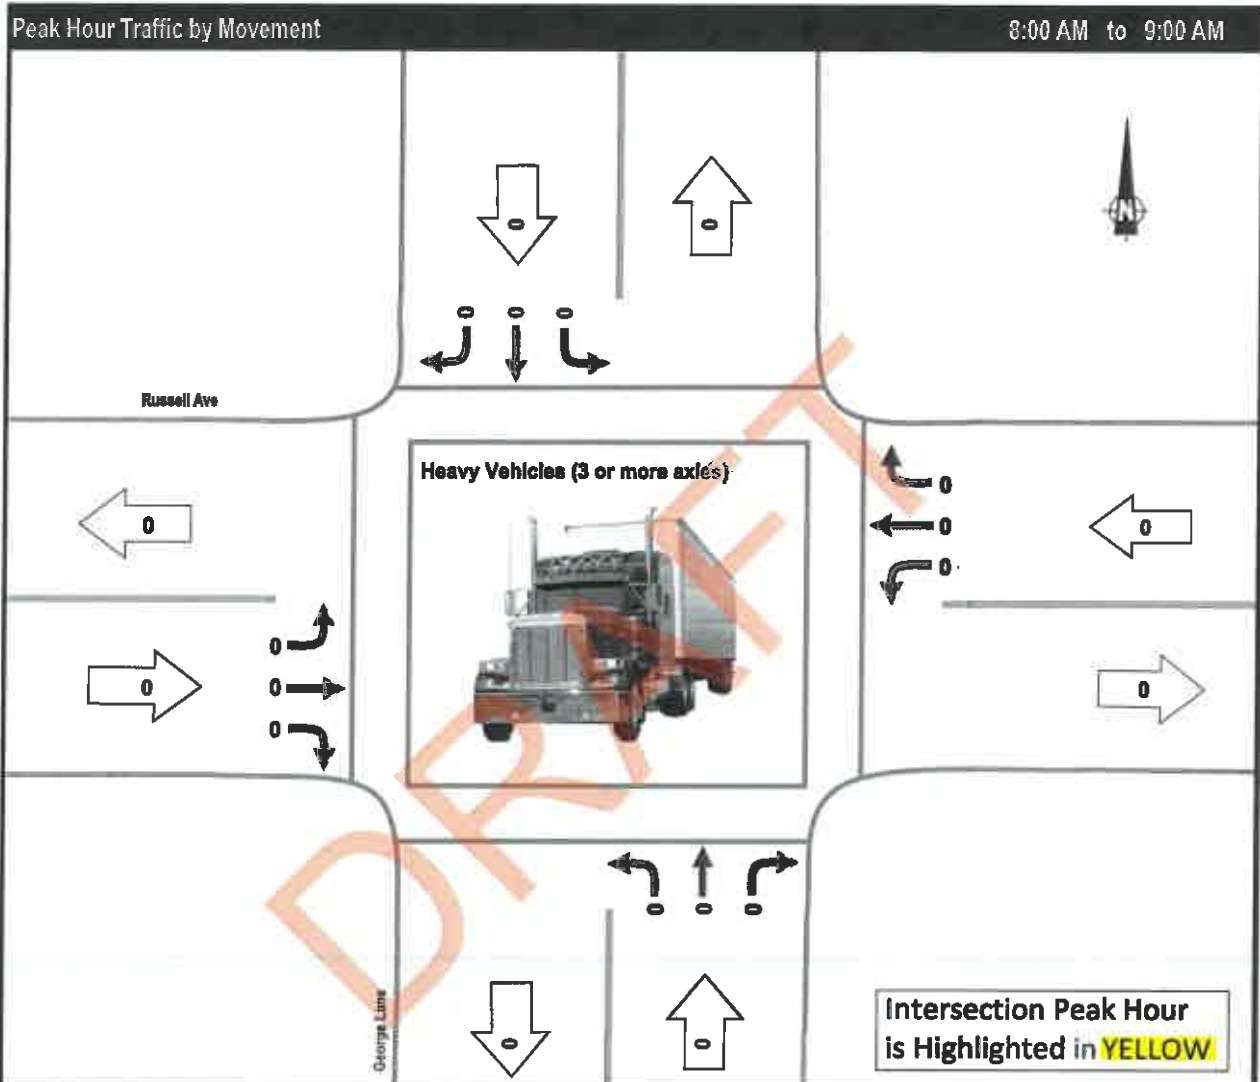 Peak Hour Traffic by Movement 8:00 AM to 9:00 AM
N
0 0
0 0 0
Russell Ave
Heavy Vehicles (3 or more axles)
0
0 0 0
0
0
0
0 0 0
0
DRAFT
0 0 0
George Lane
0 0
Intersection Peak Hour
is Highlighted in YELLOW